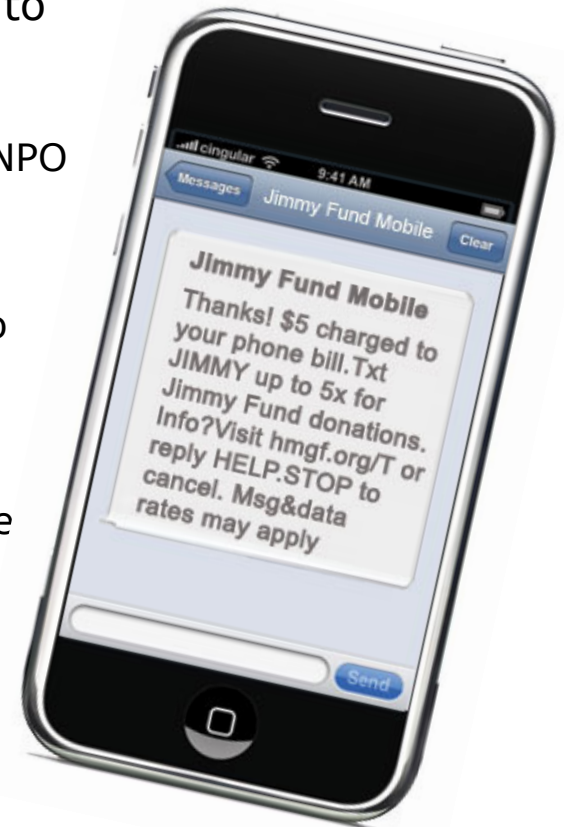 to
NPO
e
cingular 9:41 AM
Messages Jimmy Fund Mobile Clear
Jimmy Fund Mobile
Thanks! $5 charged to
your phone bill.Txt
JIMMY up to 5x for
Jimmy Fund donations.
Info?Visit hmgf.org/T or
reply HELP.STOP to
cancel. Msg&data
rates may apply
Send